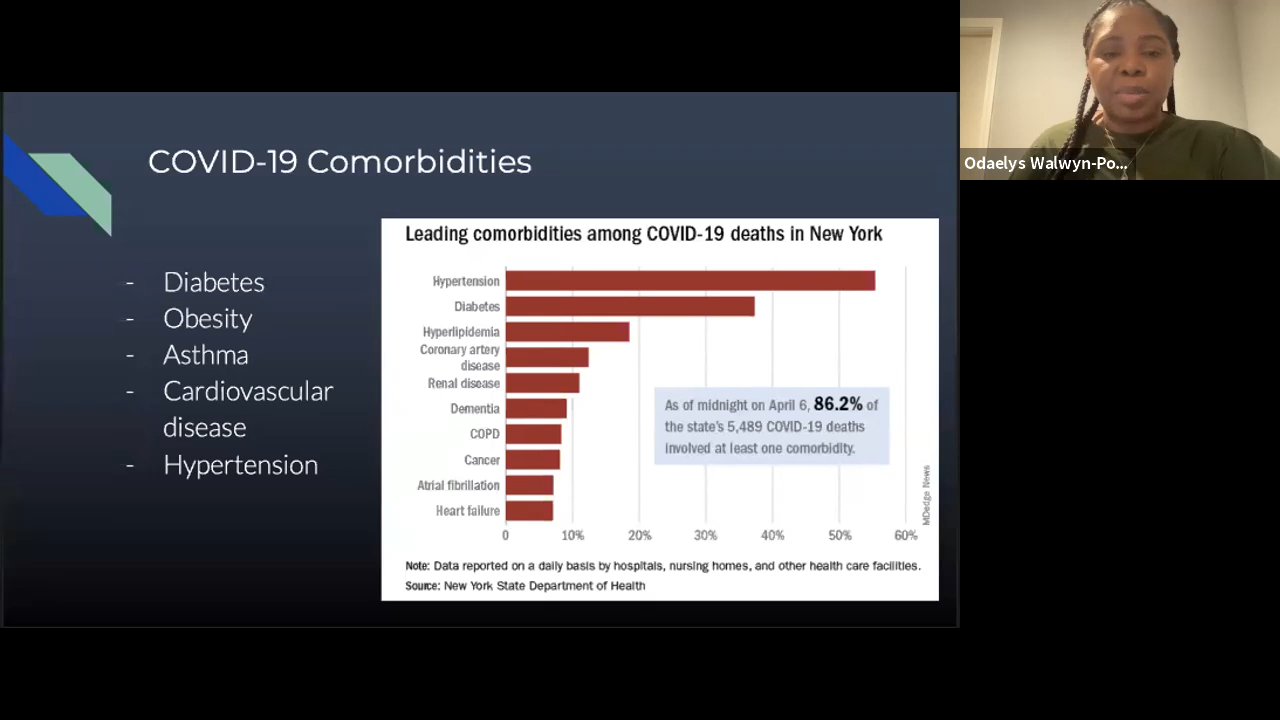 Odaelys Walwyn-Po...
COVID-19 Comorbidities
- Diabetes
- Obesity
- Asthma
- Cardiovascular
disease
- Hypertension
Leading comorbidities among COVID-19 deaths in New York
Hypertension
Diabetes
Hyperlipidemia
Coronary artery
disease
Renal disease
Dementia
COPD
Cancer
Atrial fibrillation
Heart failure
0 10% 20% 30% 40% 50% 60%
As of midnight on April 6, 86.2% of
the state's 5,489 COVID-19 deaths
involved at least one comorbidity.
MDedge News
Note: Data reported on a daily basis by hospitals, nursing homes, and other health care facilities.
Source: New York State Department of Health